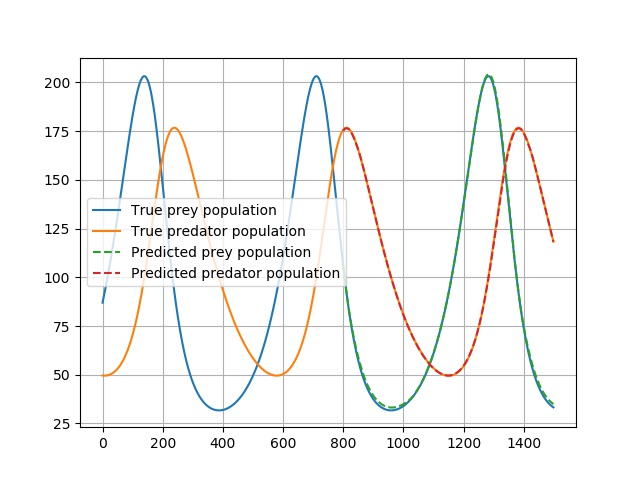 200
175
150
125
100
75
50
25
True prey population
True predator population
Predicted prey population
Predicted predator population
0 200 400 600 800 1000 1200 1400